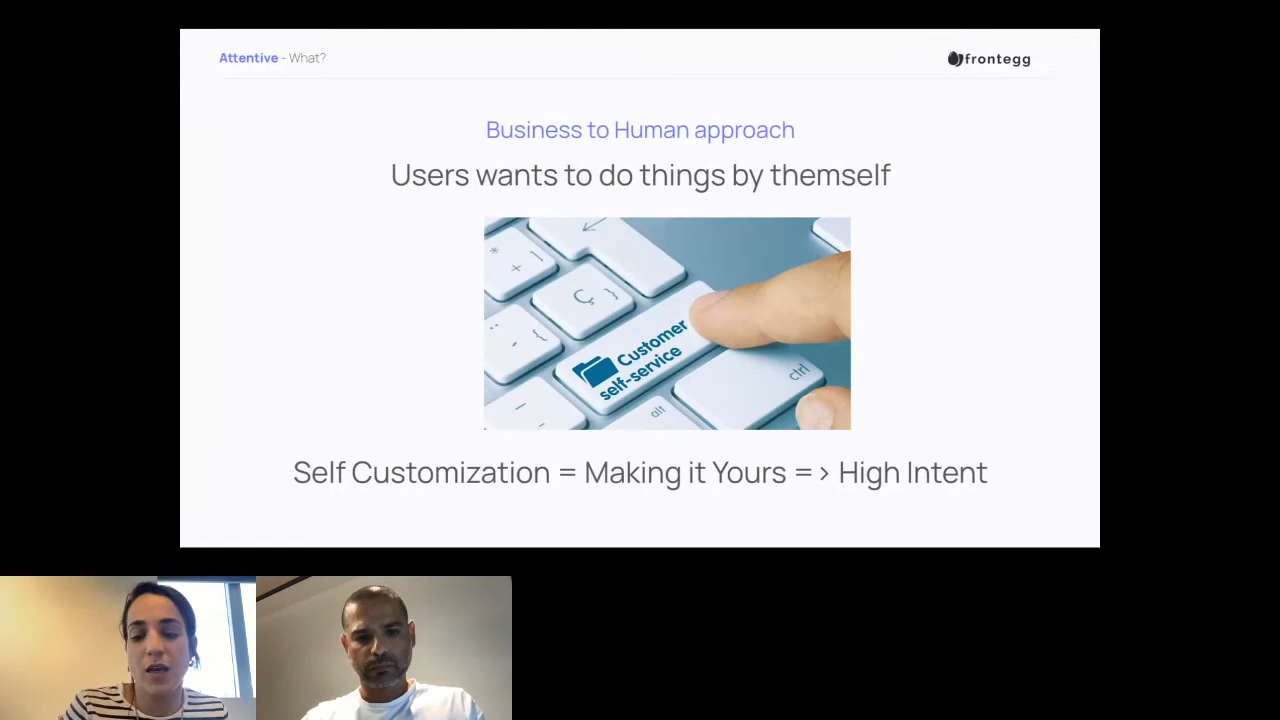 Attentive - What?
frontegg
Business to Human approach
Users wants to do things by themself
* + ]
Ç }
{
Customer
self-service
ctrl
alt
Self Customization = Making it Yours => High Intent